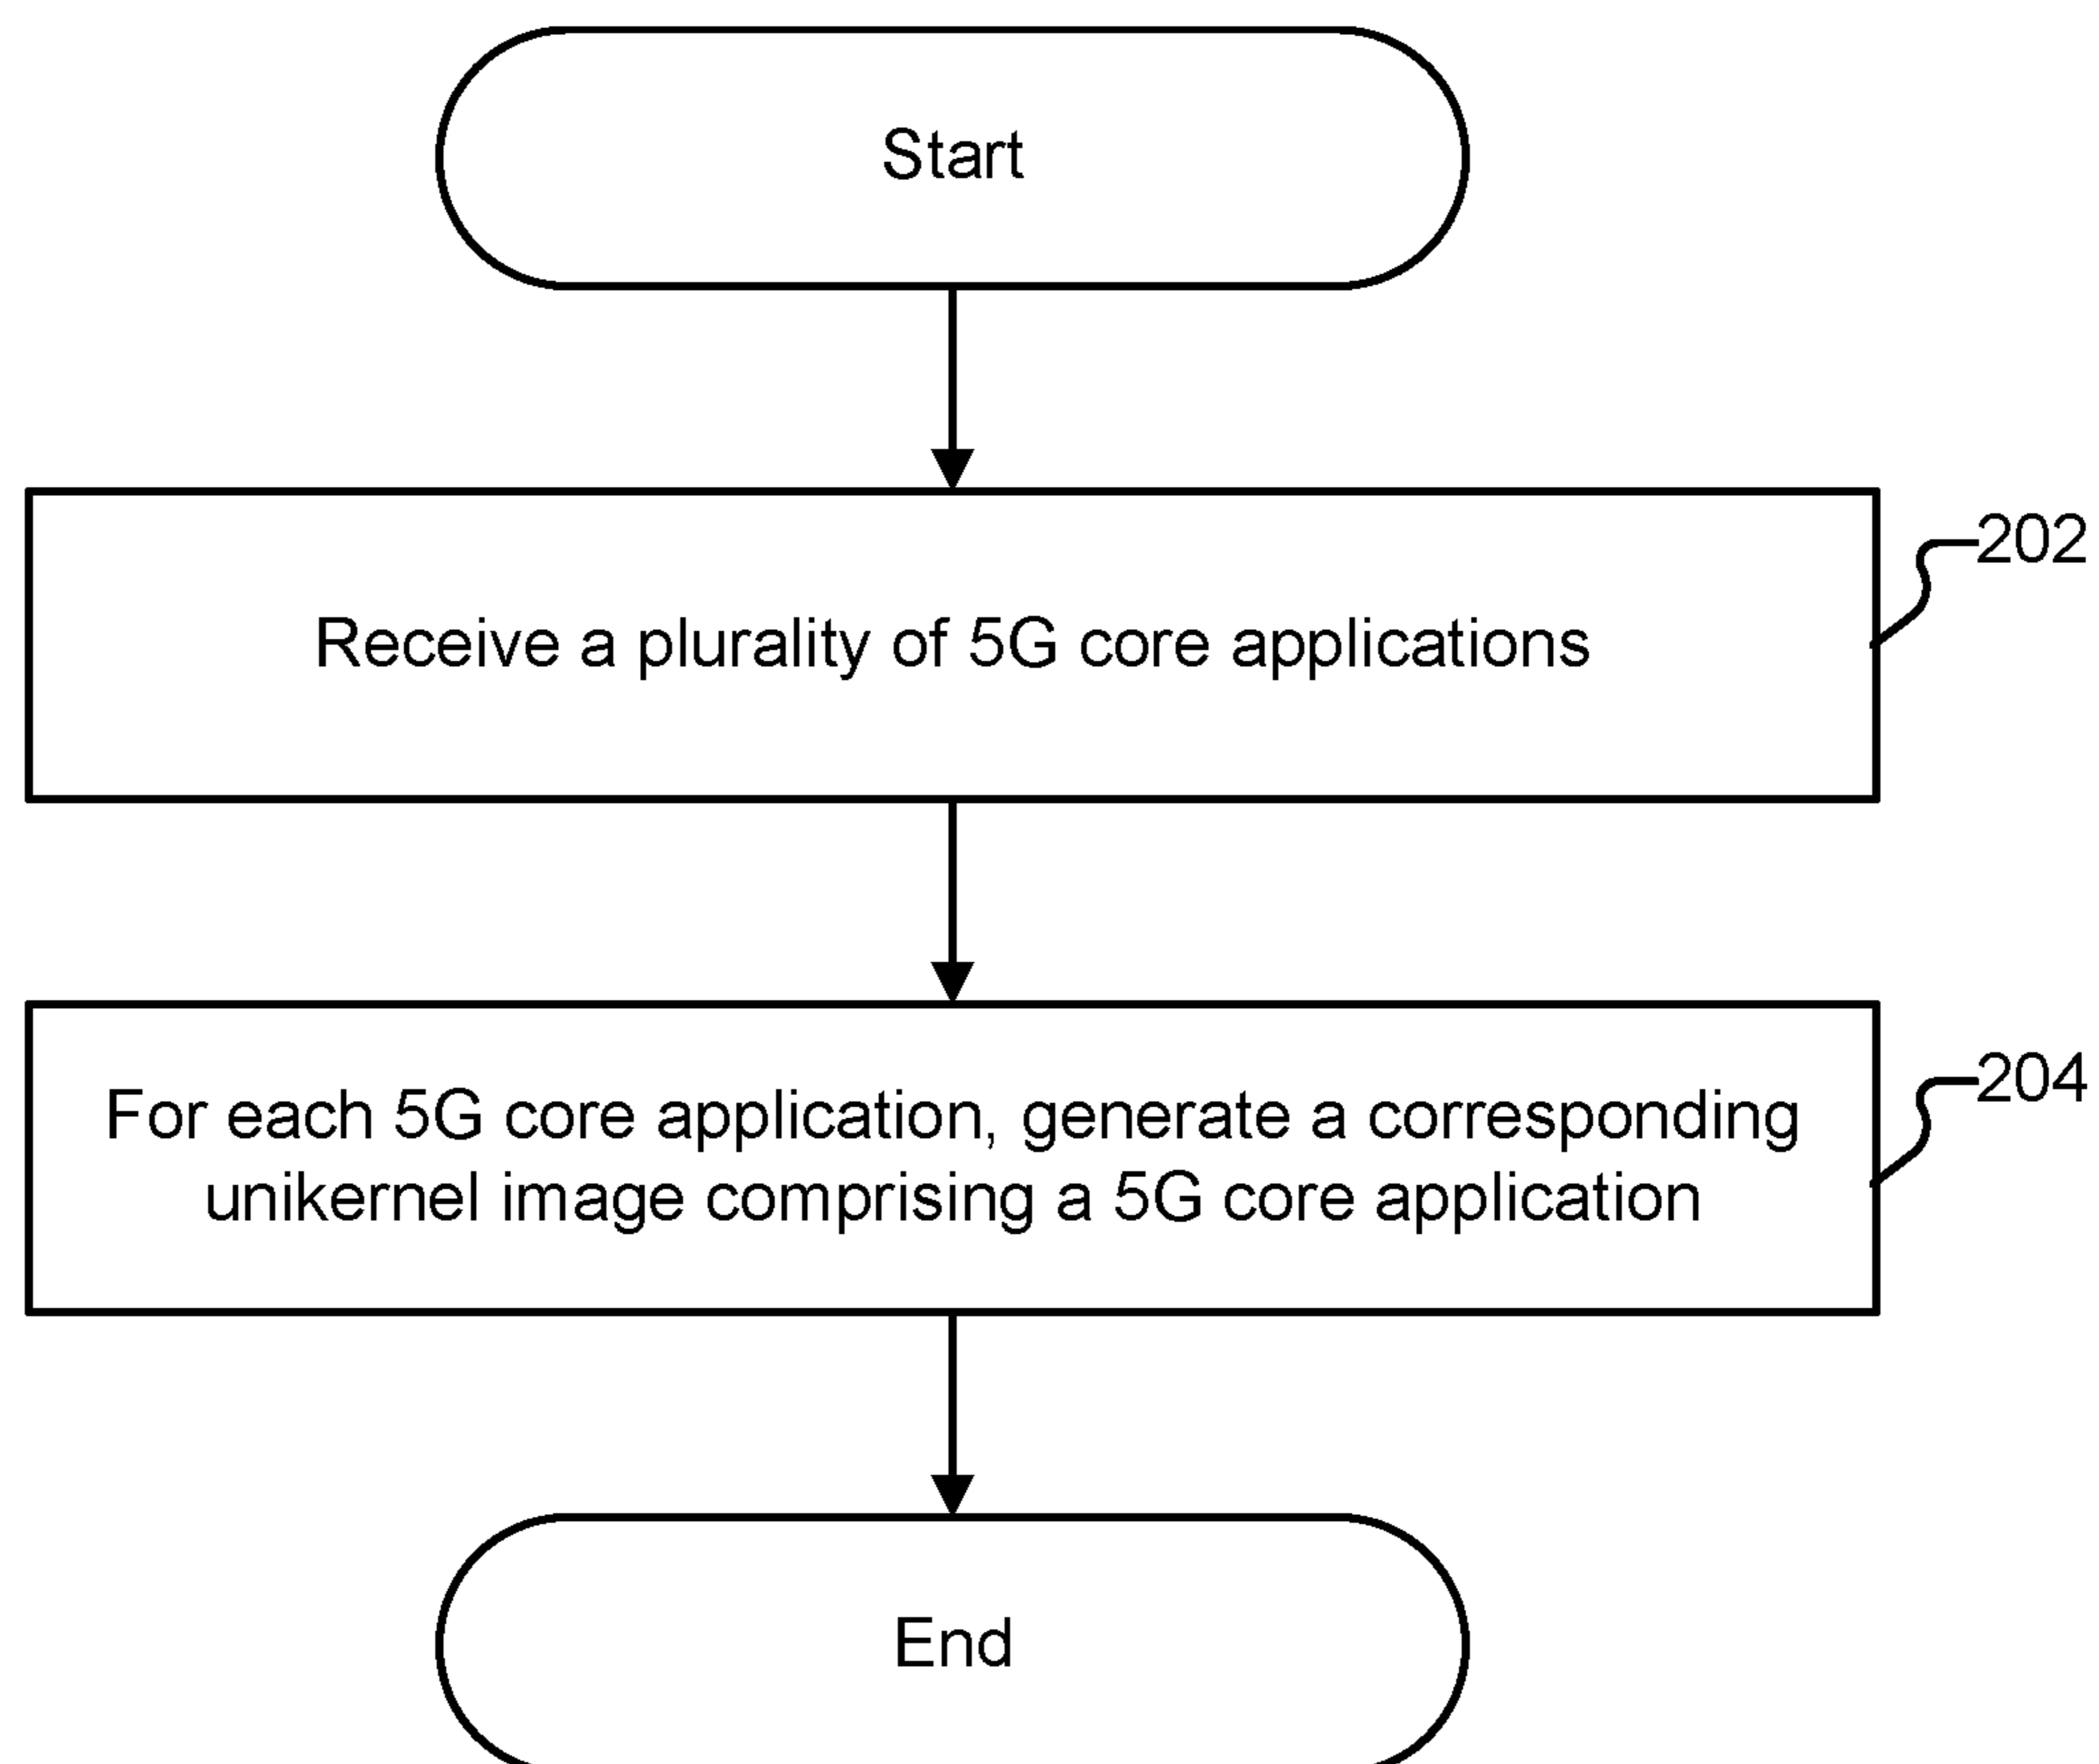 Start
202
Receive a plurality of 5G core applications
204
For each 5G core application, generate a corresponding
unikernel image comprising a 5G core application
End